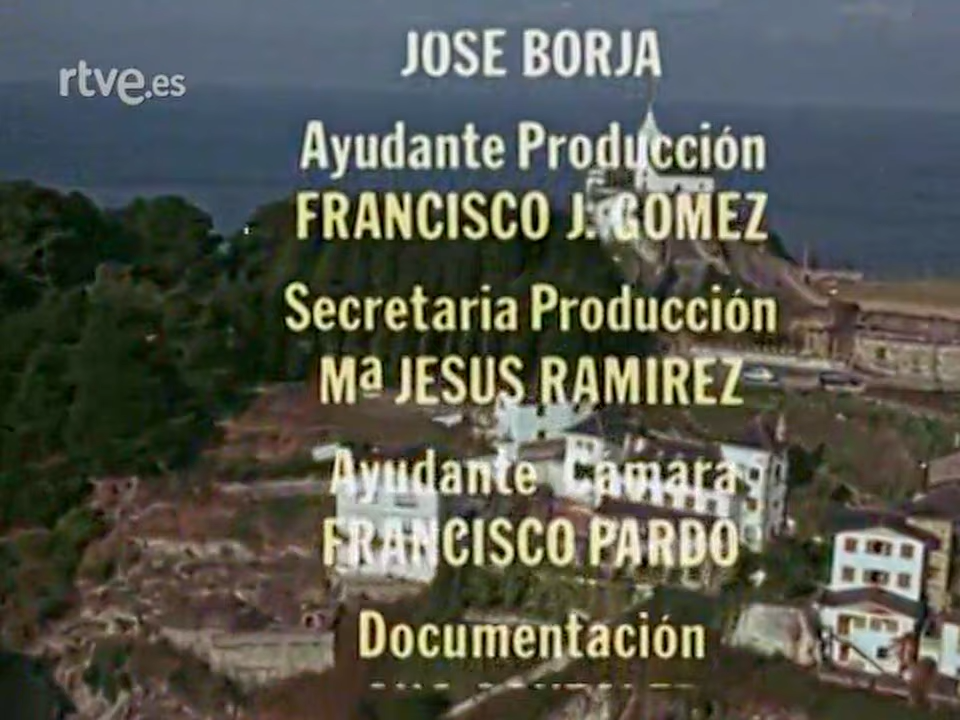 JOSE BORJA
rtve.es
Ayudante Producción
FRANCISCO J. GOMEZ
Secretaria Producción
Mª JESUS RAMIREZ
Ayudante Camara
FRANCISCO PARDO
Documentación